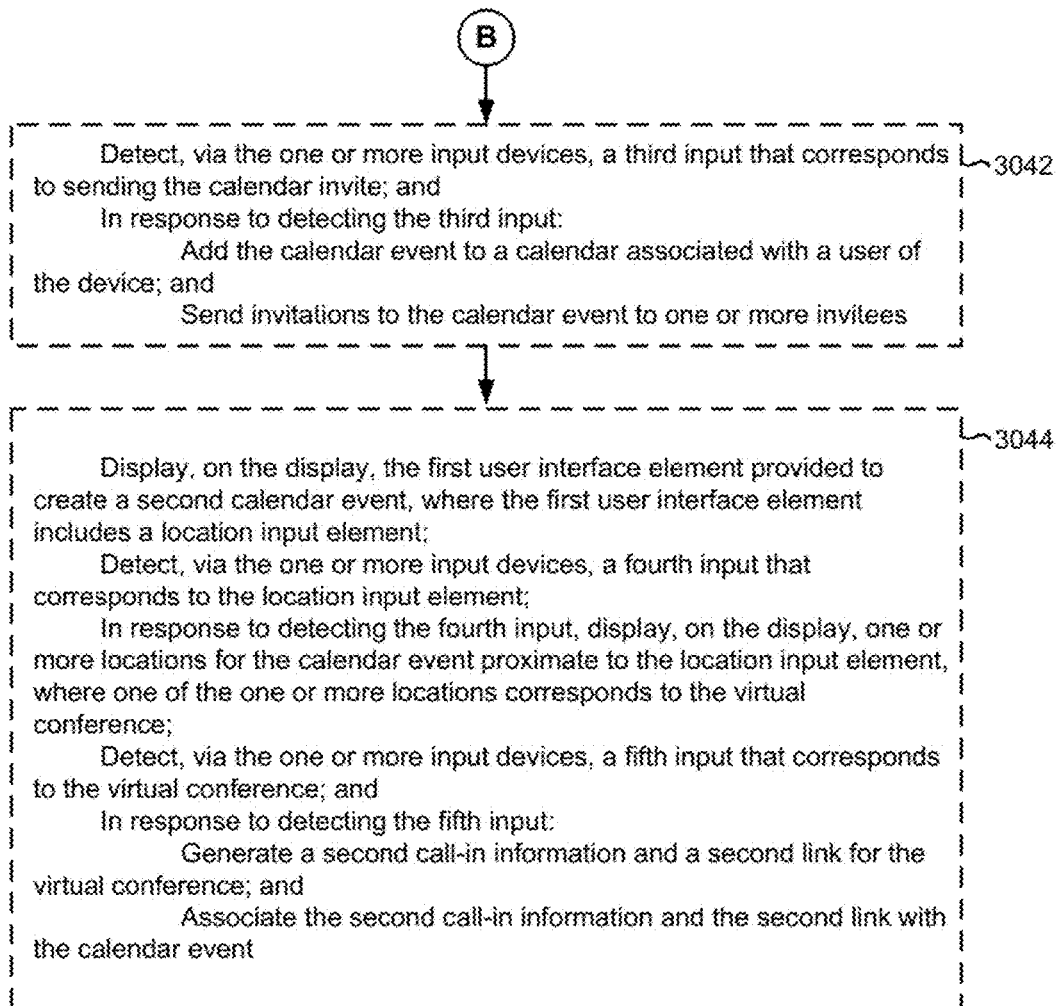 B
Detect, via the one or more input devices, a third input that corresponds
3042
to sending the calendar invite; and
In response to detecting the third input:
Add the calendar event to a calendar associated with a user of
the device; and
Send invitations to the calendar event to one or more invitees
3044
Display, on the display, the first user interface element provided to
create a second calendar event, where the first user interface element
includes a location input element;
Detect, via the one or more input devices, a fourth input that
corresponds to the location input element;
In response to detecting the fourth input, display, on the display, one or
more locations for the calendar event proximate to the location input element,
where one of the one or more locations corresponds to the virtual
conference;
Detect, via the one or more input devices, a fifth input that corresponds
to the virtual conference; and
In response to detecting the fifth input:
Generate a second call-in information and a second link for the
virtual conference; and
Associate the second call-in information and the second link with
the calendar event